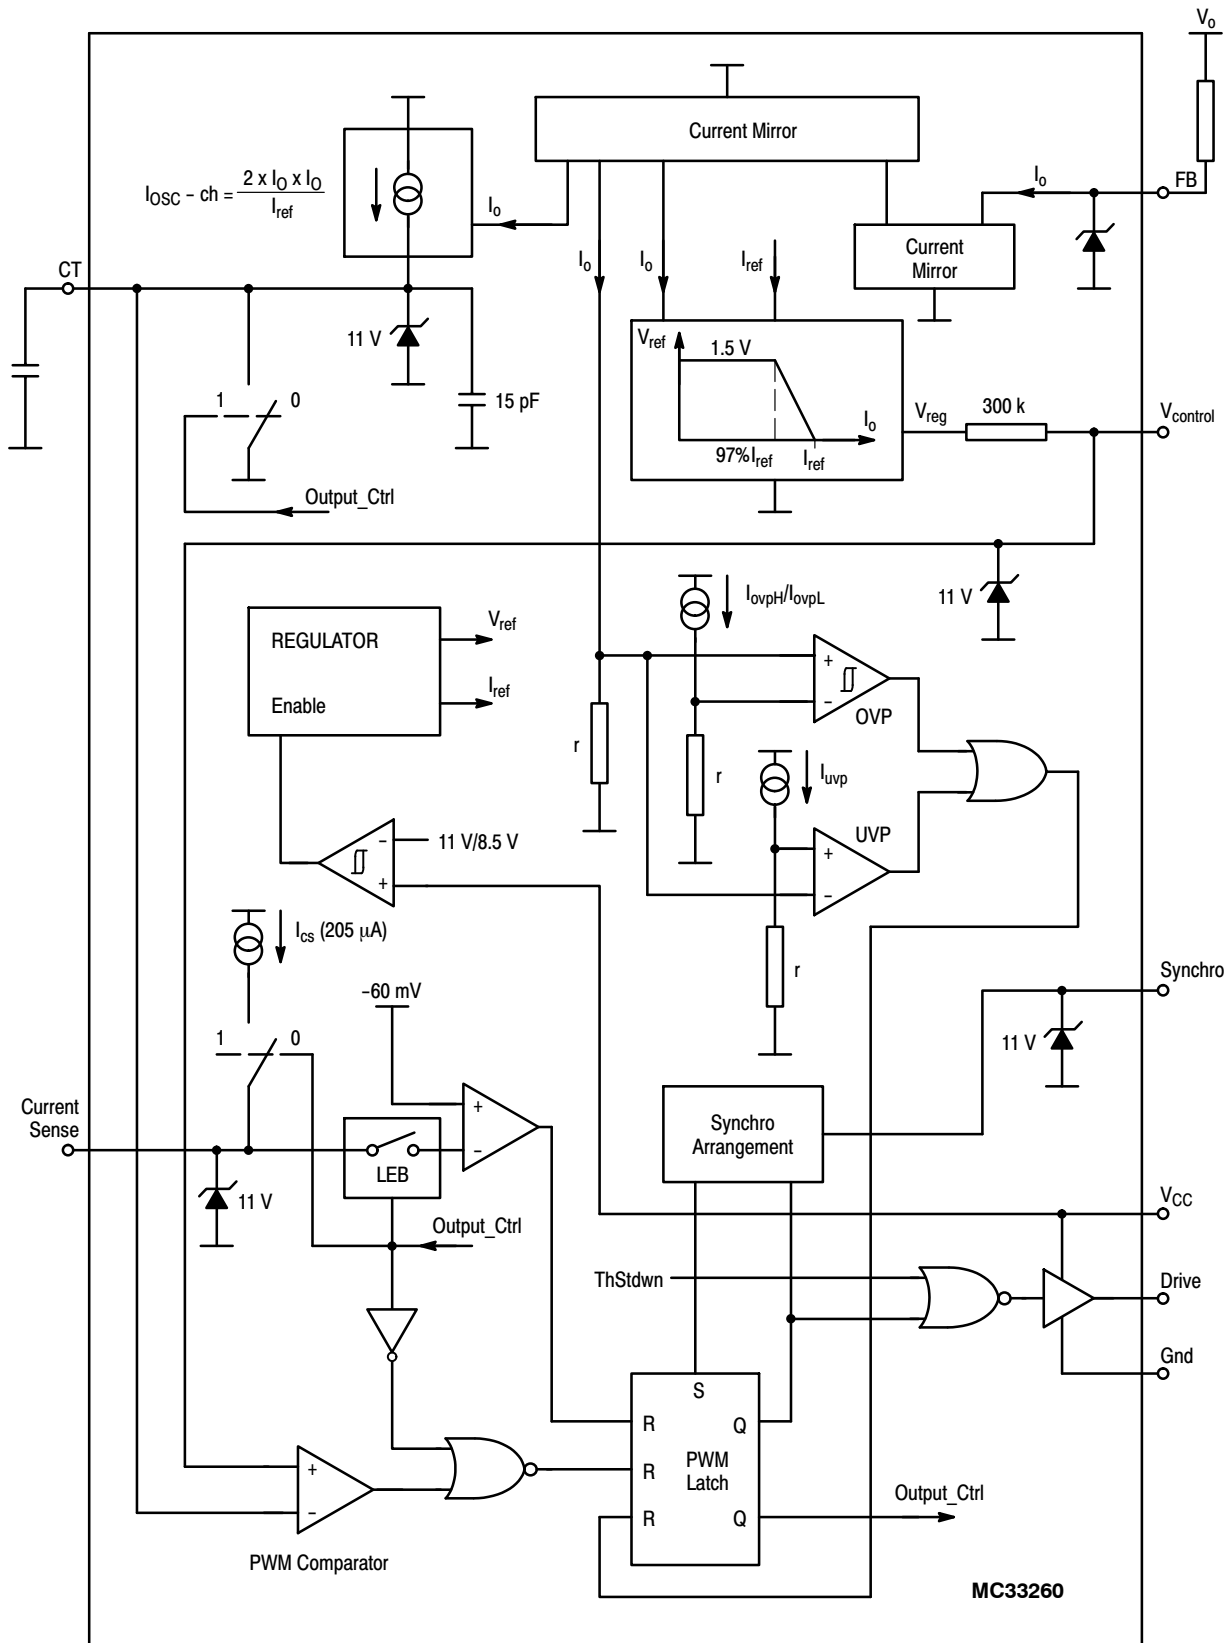 Vo
Current Mirror
IOSC – ch = 2 x IO x IO / Iref
Io
Io
FB
Current
Mirror
CT
Io
Io
Iref
11 V
Vref
1.5 V
1
0
15 pF
Io
97%Iref
Iref
Vreg
300 k
Vcontrol
Output_Ctrl
IovpH/IovpL
11 V
REGULATOR
Vref
Iref
Enable
+
–
OVP
r
r
Iuvp
UVP
–
11 V/8.5 V
+
+
–
Ics (205 µA)
r
–60 mV
Synchro
1
0
11 V
Current
Sense
+
–
LEB
Synchro
Arrangement
11 V
VCC
Output_Ctrl
ThStdwn
Drive
Gnd
S
R
Q
+
R
PWM
Latch
–
R
Q
Output_Ctrl
PWM Comparator
MC33260